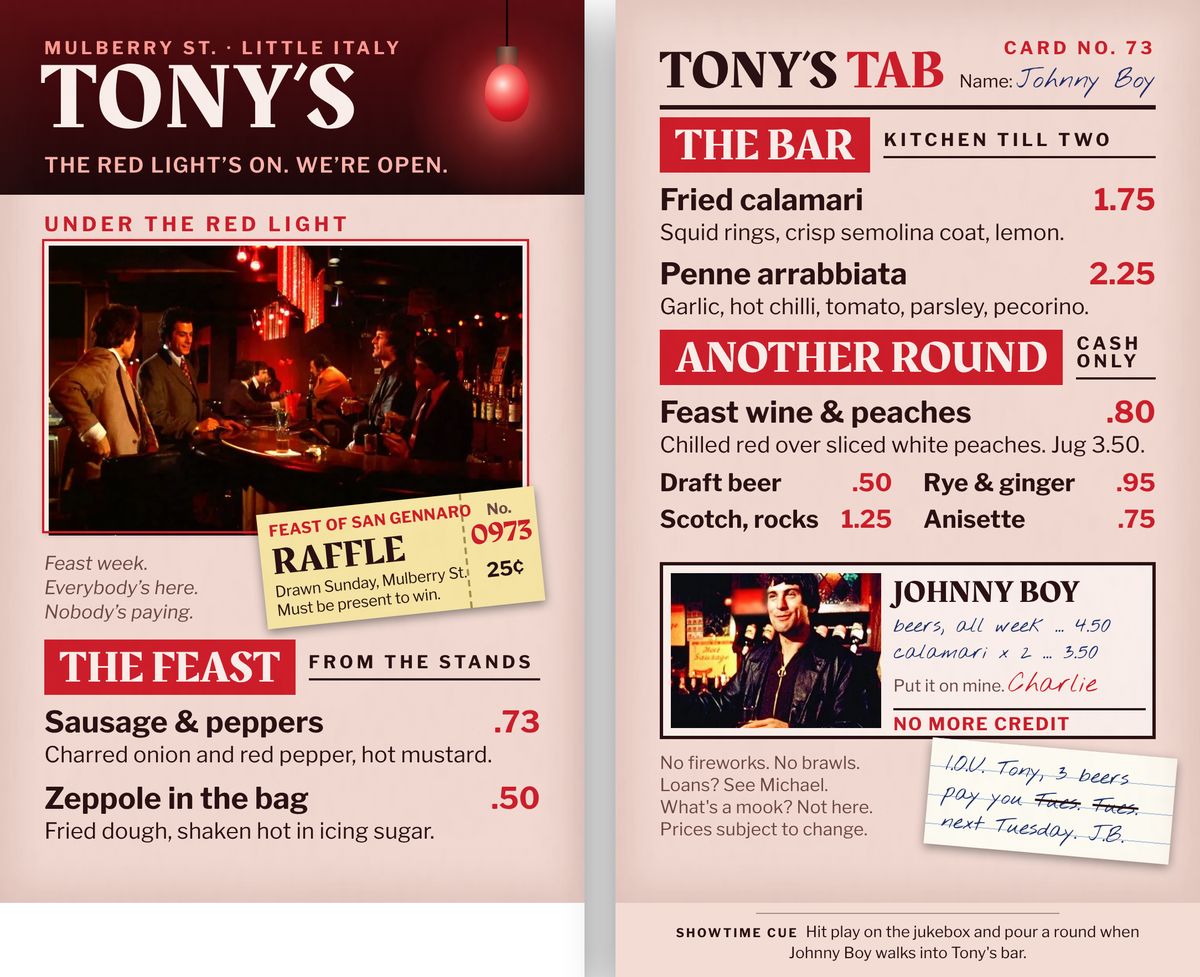 MULBERRY ST. · LITTLE ITALY
TONY'S
THE RED LIGHT'S ON. WE'RE OPEN.
UNDER THE RED LIGHT
FEAST OF SAN GENNARO
RAFFLE
Drawn Sunday, Mulberry St.
Must be present to win.
No.
0973
25¢
Feast week.
Everybody's here.
Nobody's paying.
THE FEAST
FROM THE STANDS
Sausage & peppers .73
Charred onion and red pepper, hot mustard.
Zeppole in the bag .50
Fried dough, shaken hot in icing sugar.
TONY'S TAB
CARD NO. 73
Name: Johnny Boy
THE BAR
KITCHEN TILL TWO
Fried calamari 1.75
Squid rings, crisp semolina coat, lemon.
Penne arrabbiata 2.25
Garlic, hot chilli, tomato, parsley, pecorino.
ANOTHER ROUND
CASH
ONLY
Feast wine & peaches .80
Chilled red over sliced white peaches. Jug 3.50.
Draft beer .50 Rye & ginger .95
Scotch, rocks 1.25 Anisette .75
Hot
Sausage
JOHNNY BOY
beers, all week ... 4.50
calamari x 2 ... 3.50
Put it on mine. Charlie
NO MORE CREDIT
No fireworks. No brawls.
Loans? See Michael.
What's a mook? Not here.
Prices subject to change.
I.O.U. Tony, 3 beers
pay you Tues. Tues.
next Tuesday. J.B.
SHOWTIME CUE Hit play on the jukebox and pour a round when
Johnny Boy walks into Tony's bar.